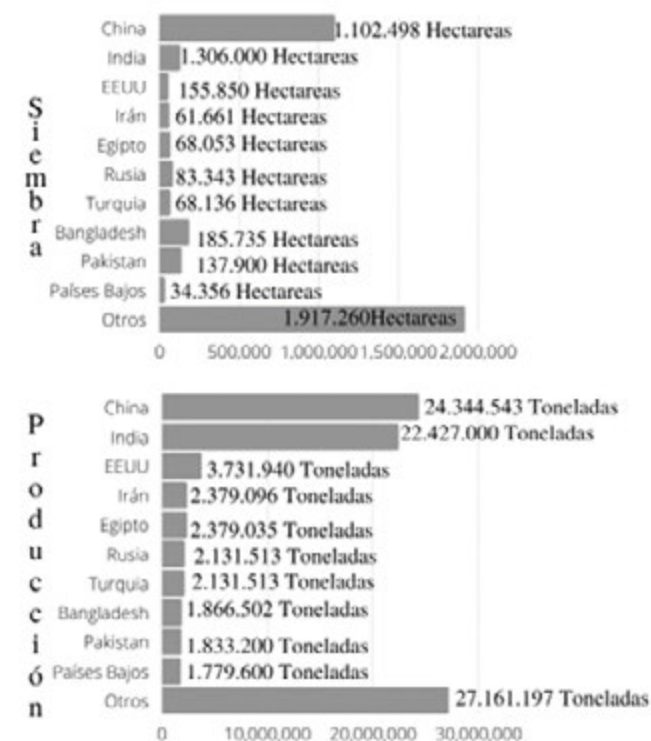 Siembra
China 1.102.498 Hectareas
India 1.306.000 Hectareas
EEUU 155.850 Hectareas
Irán 61.661 Hectareas
Egipto 68.053 Hectareas
Rusia 83.343 Hectareas
Turquia 68.136 Hectareas
Bangladesh 185.735 Hectareas
Pakistan 137.900 Hectareas
Países Bajos 34.356 Hectareas
Otros 1.917.260Hectareas
0 500,000 1,000,000 1,500,000 2,000,000
Producción
China 24.344.543 Toneladas
India 22.427.000 Toneladas
EEUU 3.731.940 Toneladas
Irán 2.379.096 Toneladas
Egipto 2.379.035 Toneladas
Rusia 2.131.513 Toneladas
Turquia 2.131.513 Toneladas
Bangladesh 1.866.502 Toneladas
Pakistan 1.833.200 Toneladas
Países Bajos 1.779.600 Toneladas
Otros 27.161.197 Toneladas
0 10,000,000 20,000,000 30,000,000